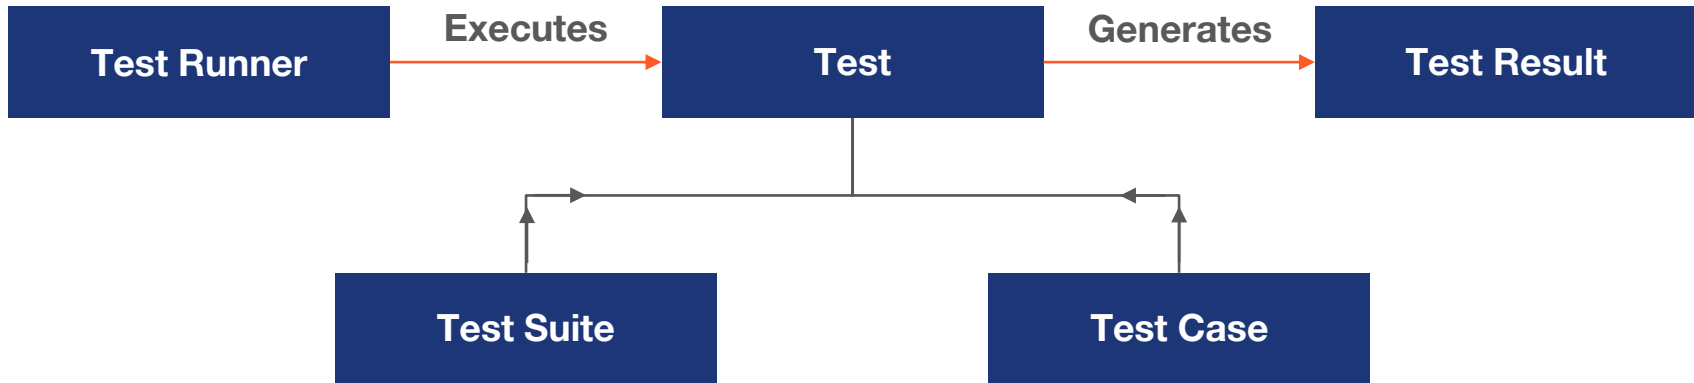 Test Runner
Executes
Test
Generates
Test Result
Test Suite
Test Case